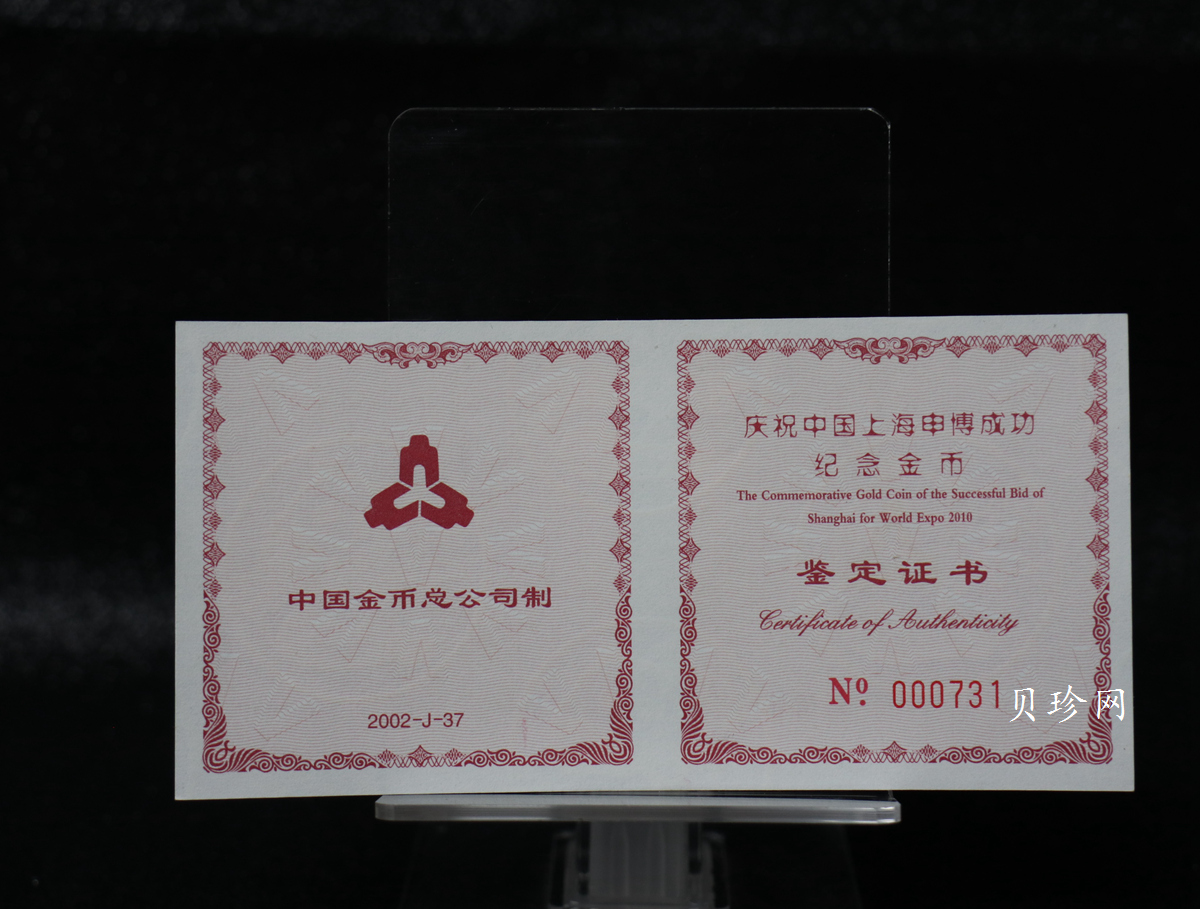 中国金币总公司制
2002-J-37
庆祝中国上海申博成功
纪念金币
The Commemorative Gold Coin of the Successful Bid of
Shanghai for World Expo 2010
鉴定证书
Certificate of Authenticity
Nº 000731
贝珍网